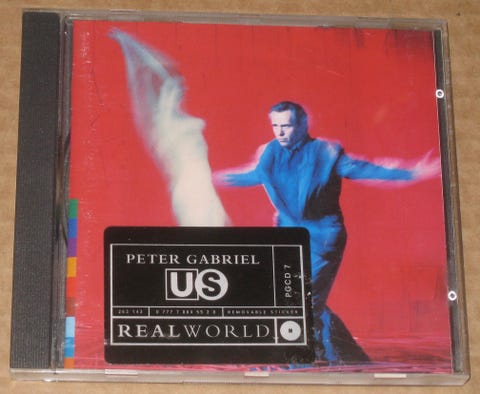 PETER GABRIEL
US
PGCD 7
REMOVABLE STICKER
REALWORLD